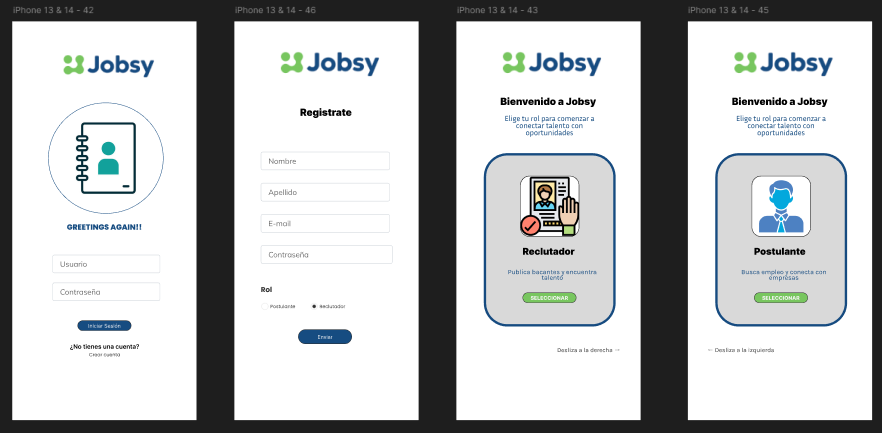 iPhone 13 & 14 - 42
Jobsy
GREETINGS AGAIN!!
Usuario
Contraseña
Iniciar Sesión
¿No tienes una cuenta?
Crear cuenta
iPhone 13 & 14 - 46
Jobsy
Registrate
Nombre
Apellido
E-mail
Contraseña
Rol
Postulante
Reclutador
Enviar
iPhone 13 & 14 - 43
Jobsy
Bienvenido a Jobsy
Elige tu rol para comenzar a
conectar talento con
oportunidades
Reclutador
Publica bacantes y encuentra
talento
SELECCIONAR
Desliza a la derecha →
iPhone 13 & 14 - 45
Jobsy
Bienvenido a Jobsy
Elige tu rol para comenzar a
conectar talento con
oportunidades
Postulante
Busca empleo y conecta con
empresas
SELECCIONAR
← Desliza a la izquierda